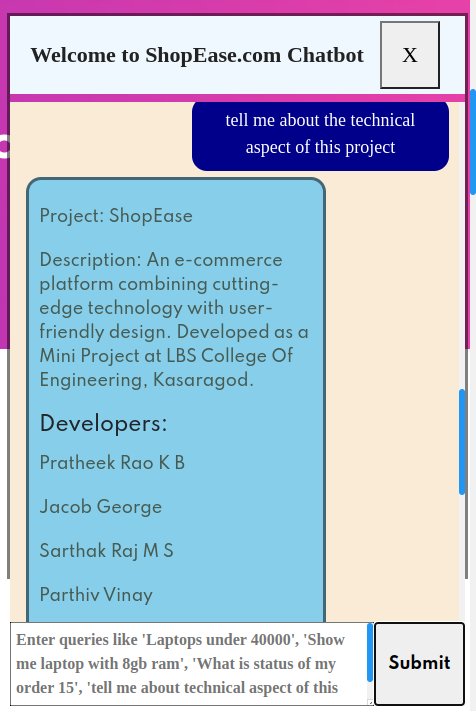 Welcome to ShopEase.com Chatbot
X
tell me about the technical
aspect of this project
Project: ShopEase
Description: An e-commerce
platform combining cutting-
edge technology with user-
friendly design. Developed as a
Mini Project at LBS College Of
Engineering, Kasaragod.
Developers:
Pratheek Rao K B
Jacob George
Sarthak Raj M S
Parthiv Vinay
Enter queries like 'Laptops under 40000', 'Show
me laptop with 8gb ram', 'What is status of my
order 15', 'tell me about technical aspect of this
Submit